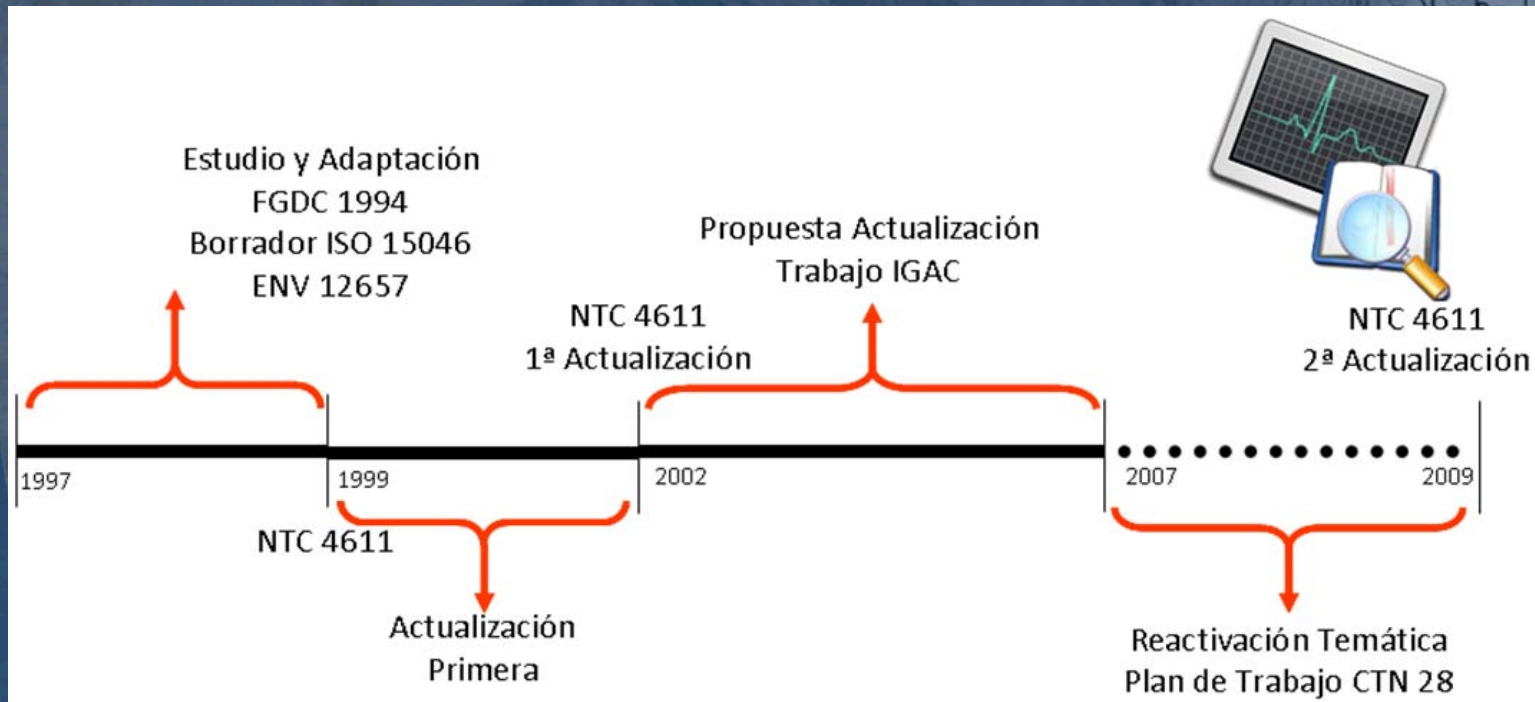 Estudio y Adaptación
FGDC 1994
Borrador ISO 15046
ENV 12657
Propuesta Actualización
Trabajo IGAC
NTC 4611
1ª Actualización
NTC 4611
2ª Actualización
1997
1999
2002
2007
2009
NTC 4611
Actualización
Primera
Reactivación Temática
Plan de Trabajo CTN 28